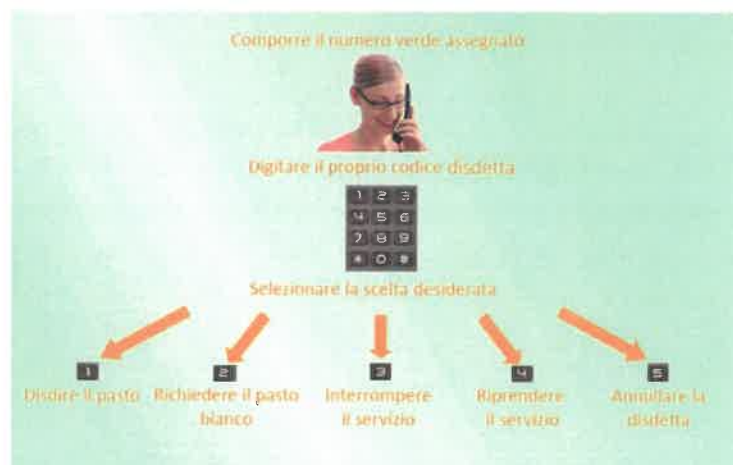 Comporre il numero verde assegnato
Digitare il proprio codice disdetta
1 2 3
4 5 6
7 8 9
* 0 #
Selezionare la scelta desiderata
1 2 3 4 5
Disdire il pasto
Richiedere il pasto
bianco
Interrompere
il servizio
Riprendere
il servizio
Annullare la
disdetta